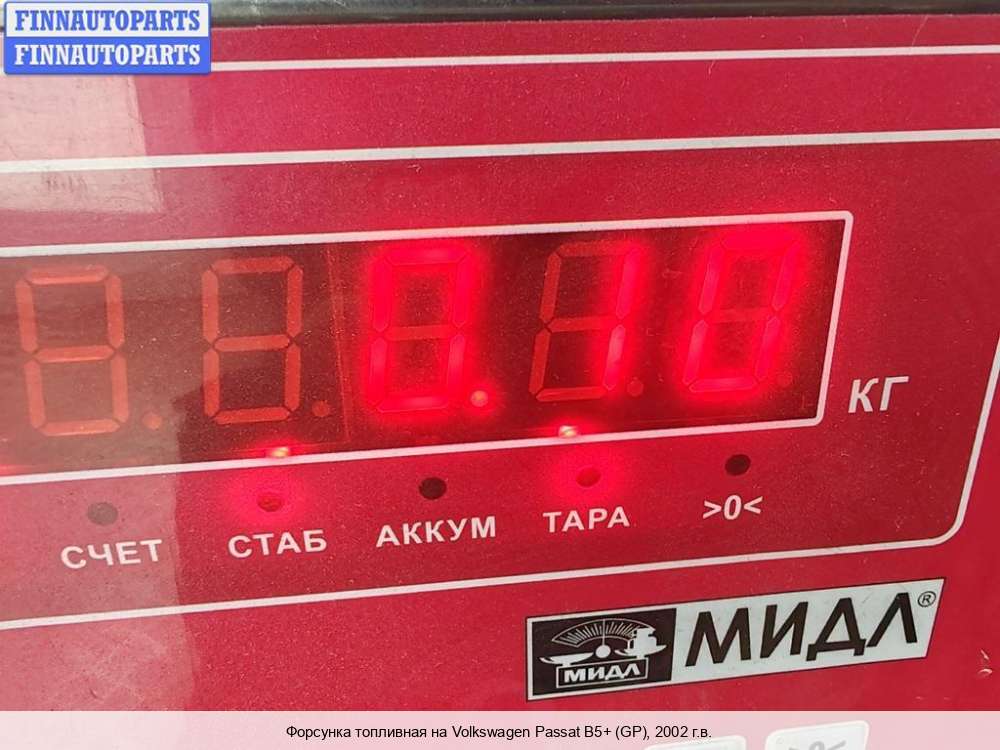 FINNAUTOPARTS
FINNAUTOPARTS
0.10
КГ
СЧЕТ СТАБ АККУМ ТАРА >0<
МИДЛ МИДЛ®
Форсунка топливная на Volkswagen Passat B5+ (GP), 2002 г.в.